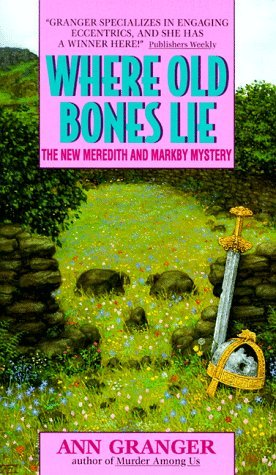 "GRANGER SPECIALIZES IN ENGAGING
ECCENTRICS, AND SHE HAS
A WINNER HERE!" Publishers Weekly
WHERE OLD
BONES LIE
THE NEW MEREDITH AND MARKBY MYSTERY
ANN GRANGER
author of Murder Among Us